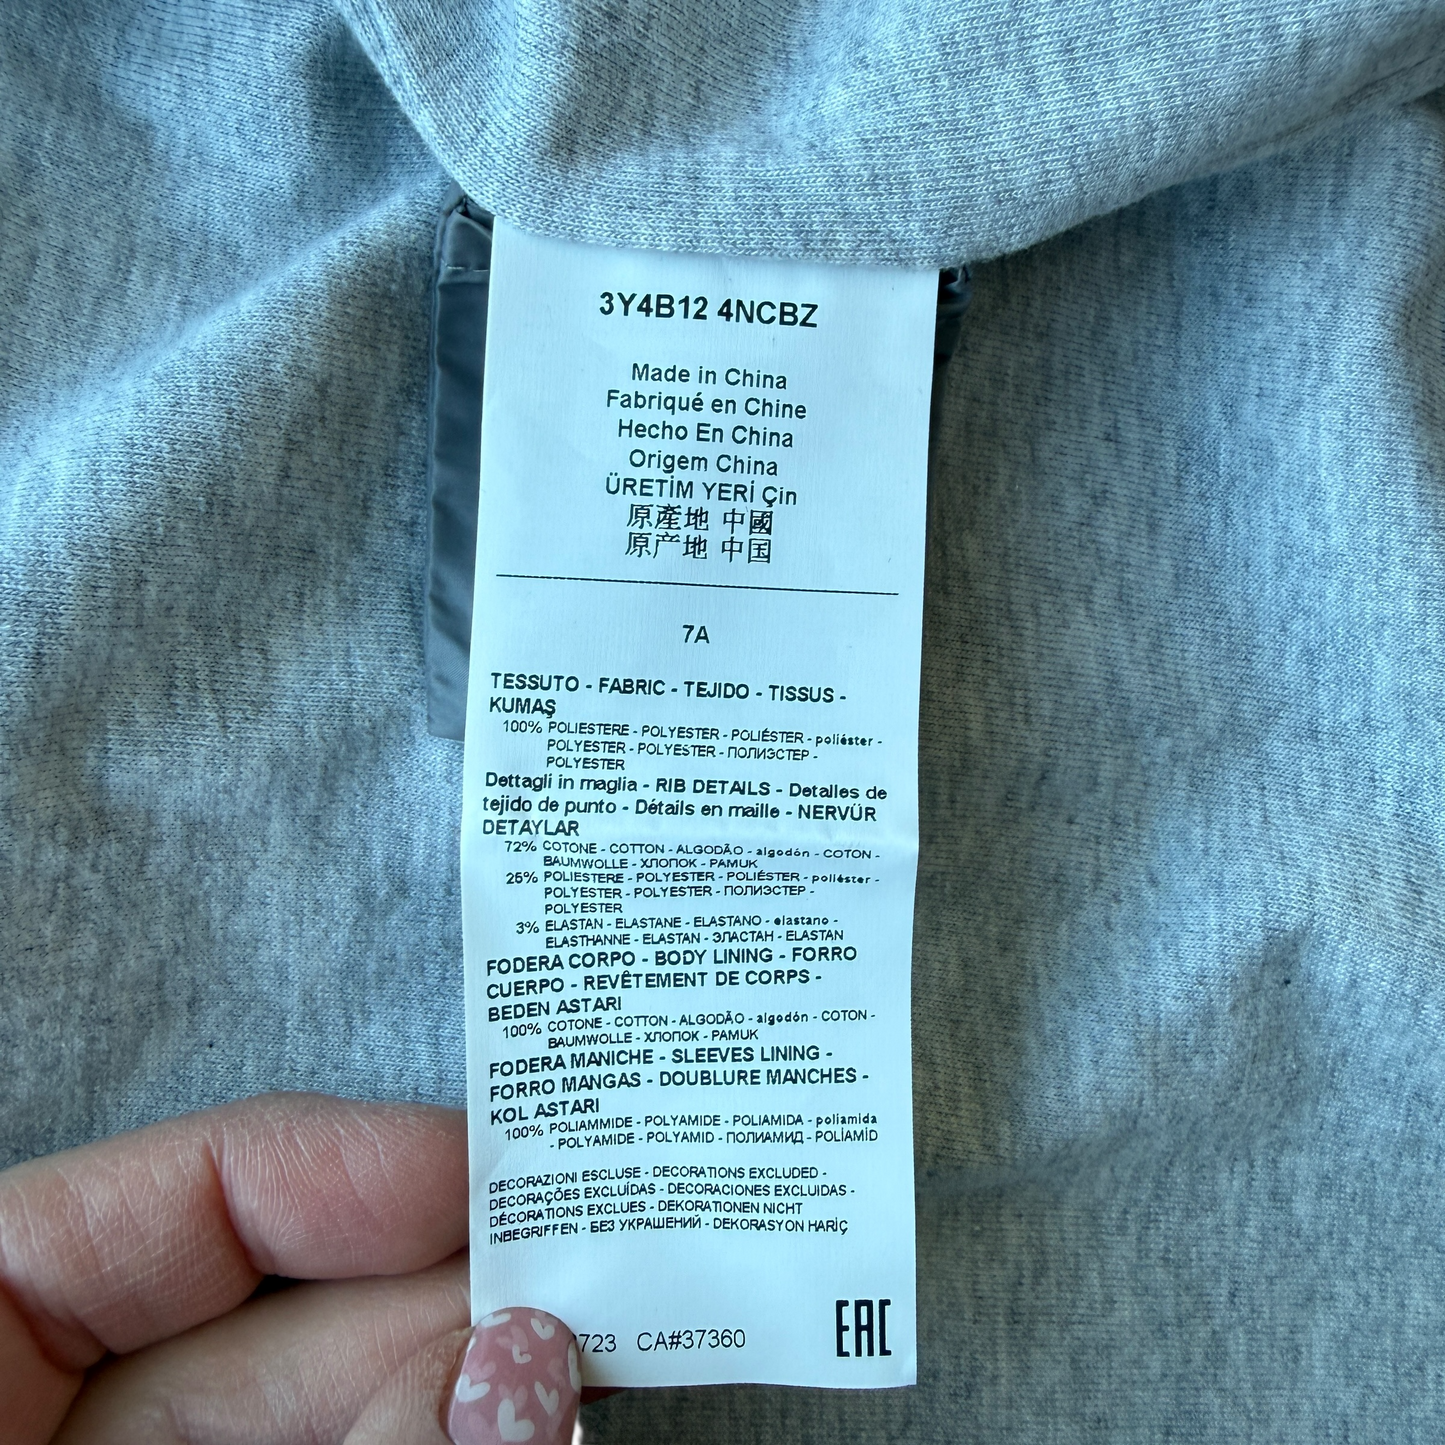 3Y4B12 4NCBZ
Made in China
Fabriqué en Chine
Hecho En China
Origem China
ÜRETİM YERİ Çin
原產地 中國
原产地 中国
7A
TESSUTO - FABRIC - TEJIDO - TISSUS -
KUMAŞ
100% POLIESTERE - POLYESTER - POLIÉSTER - poliéster -
POLYESTER - POLYESTER - ПОЛИЭСТЕР -
POLYESTER
Dettagli in maglia - RIB DETAILS - Detalles de
tejido de punto - Détails en maille - NERVÜR
DETAYLAR
72% COTONE - COTTON - ALGODÃO - algodón - COTON -
BAUMWOLLE - ХЛОПОК - PAMUK
25% POLIESTERE - POLYESTER - POLIÉSTER - poliéster -
POLYESTER - POLYESTER - ПОЛИЭСТЕР -
POLYESTER
3% ELASTAN - ELASTANE - ELASTANO - elastano -
ELASTHANNE - ELASTAN - ЭЛАСТАН - ELASTAN
FODERA CORPO - BODY LINING - FORRO
CUERPO - REVÊTEMENT DE CORPS -
BEDEN ASTARI
100% COTONE - COTTON - ALGODÃO - algodón - COTON -
BAUMWOLLE - ХЛОПОК - PAMUK
FODERA MANICHE - SLEEVES LINING -
FORRO MANGAS - DOUBLURE MANCHES -
KOL ASTARI
100% POLIAMMIDE - POLYAMIDE - POLIAMIDA - poliamida
- POLYAMIDE - POLYAMID - ПОЛИАМИД - POLİAMİD
DECORAZIONI ESCLUSE - DECORATIONS EXCLUDED -
DECORAÇÕES EXCLUÍDAS - DECORACIONES EXCLUIDAS -
DÉCORATIONS EXCLUES - DEKORATIONEN NICHT
INBEGRIFFEN - БЕЗ УКРАШЕНИЙ - DEKORASYON HARİÇ
723 CA#37360
EAC